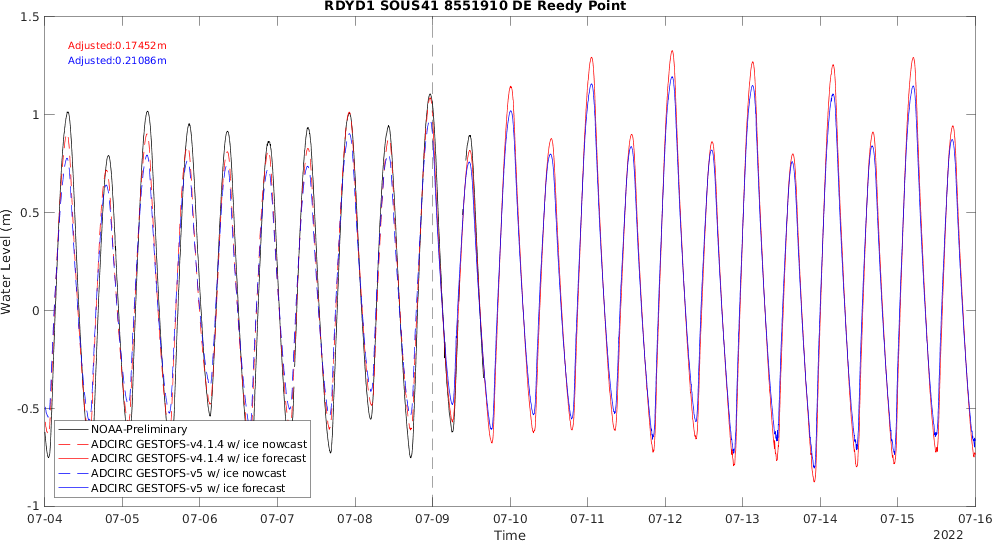 RDYD1 SOUS41 8551910 DE Reedy Point
Adjusted:0.17452m
Adjusted:0.21086m
Water Level (m)
1.5
1
0.5
0
-0.5
-1
NOAA-Preliminary
ADCIRC GESTOFS-v4.1.4 w/ ice nowcast
ADCIRC GESTOFS-v4.1.4 w/ ice forecast
ADCIRC GESTOFS-v5 w/ ice nowcast
ADCIRC GESTOFS-v5 w/ ice forecast
07-04 07-05 07-06 07-07 07-08 07-09 07-10 07-11 07-12 07-13 07-14 07-15 07-16
Time
2022